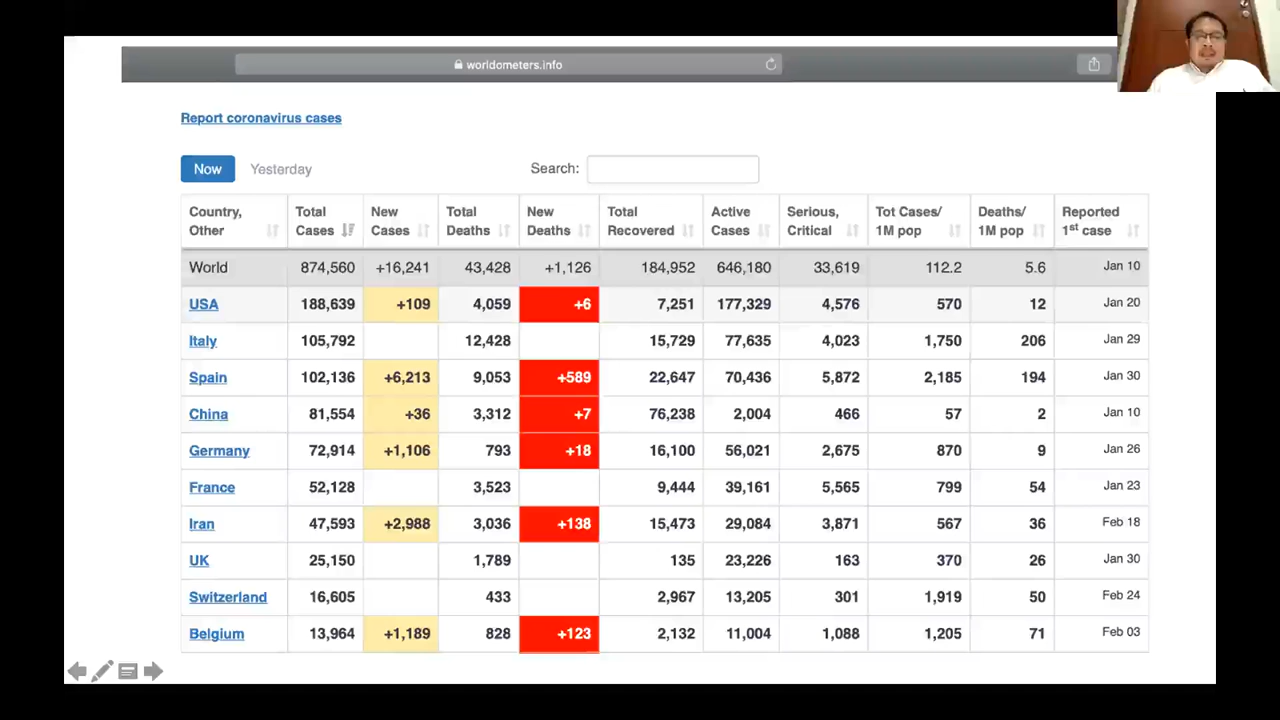 worldometers.info
Report coronavirus cases
Now Yesterday Search:
Country, Other Total Cases New Cases Total Deaths New Deaths Total Recovered Active Cases Serious, Critical Tot Cases/ 1M pop Deaths/ 1M pop Reported 1st case
World 874,560 +16,241 43,428 +1,126 184,952 646,180 33,619 112.2 5.6 Jan 10
USA 188,639 +109 4,059 +6 7,251 177,329 4,576 570 12 Jan 20
Italy 105,792 12,428 15,729 77,635 4,023 1,750 206 Jan 29
Spain 102,136 +6,213 9,053 +589 22,647 70,436 5,872 2,185 194 Jan 30
China 81,554 +36 3,312 +7 76,238 2,004 466 57 2 Jan 10
Germany 72,914 +1,106 793 +18 16,100 56,021 2,675 870 9 Jan 26
France 52,128 3,523 9,444 39,161 5,565 799 54 Jan 23
Iran 47,593 +2,988 3,036 +138 15,473 29,084 3,871 567 36 Feb 18
UK 25,150 1,789 135 23,226 163 370 26 Jan 30
Switzerland 16,605 433 2,967 13,205 301 1,919 50 Feb 24
Belgium 13,964 +1,189 828 +123 2,132 11,004 1,088 1,205 71 Feb 03